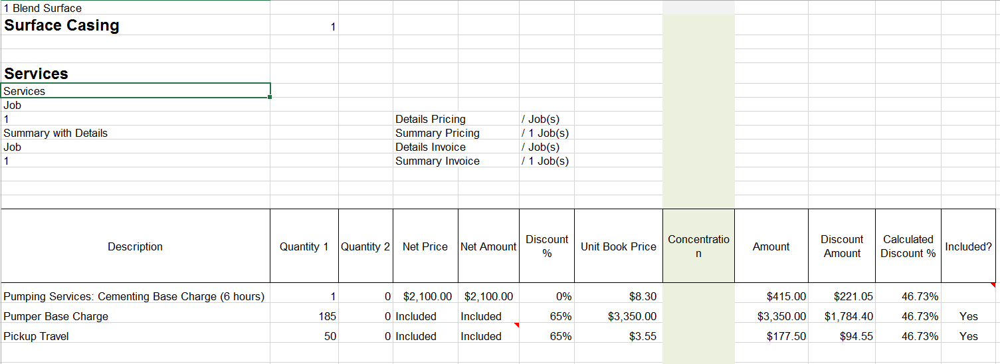 1 Blend Surface
Surface Casing 1
Services
Services
Job
1 Details Pricing / Job(s)
Summary with Details Summary Pricing / 1 Job(s)
Job Details Invoice / Job(s)
1 Summary Invoice / 1 Job(s)
Description Quantity 1 Quantity 2 Net Price Net Amount Discount % Unit Book Price Concentration Amount Discount Amount Calculated Discount % Included?
Pumping Services: Cementing Base Charge (6 hours) 1 0 $2,100.00 $2,100.00 0% $8.30 $415.00 $221.05 46.73%
Pumper Base Charge 185 0 Included Included 65% $3,350.00 $3,350.00 $1,784.40 46.73% Yes
Pickup Travel 50 0 Included Included 65% $3.55 $177.50 $94.55 46.73% Yes